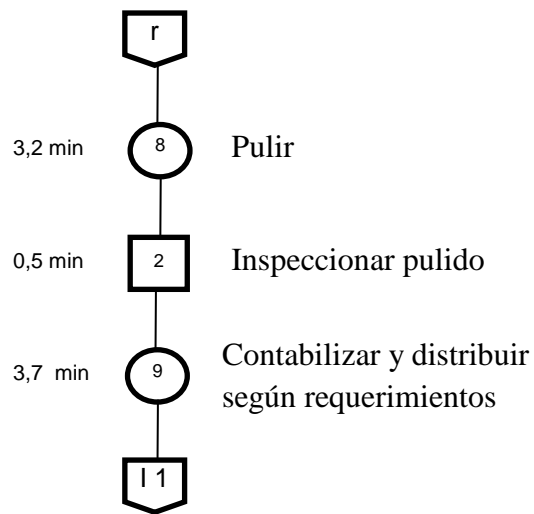 r
3,2 min 8 Pulir
0,5 min 2 Inspeccionar pulido
3,7 min 9 Contabilizar y distribuir
según requerimientos
I 1